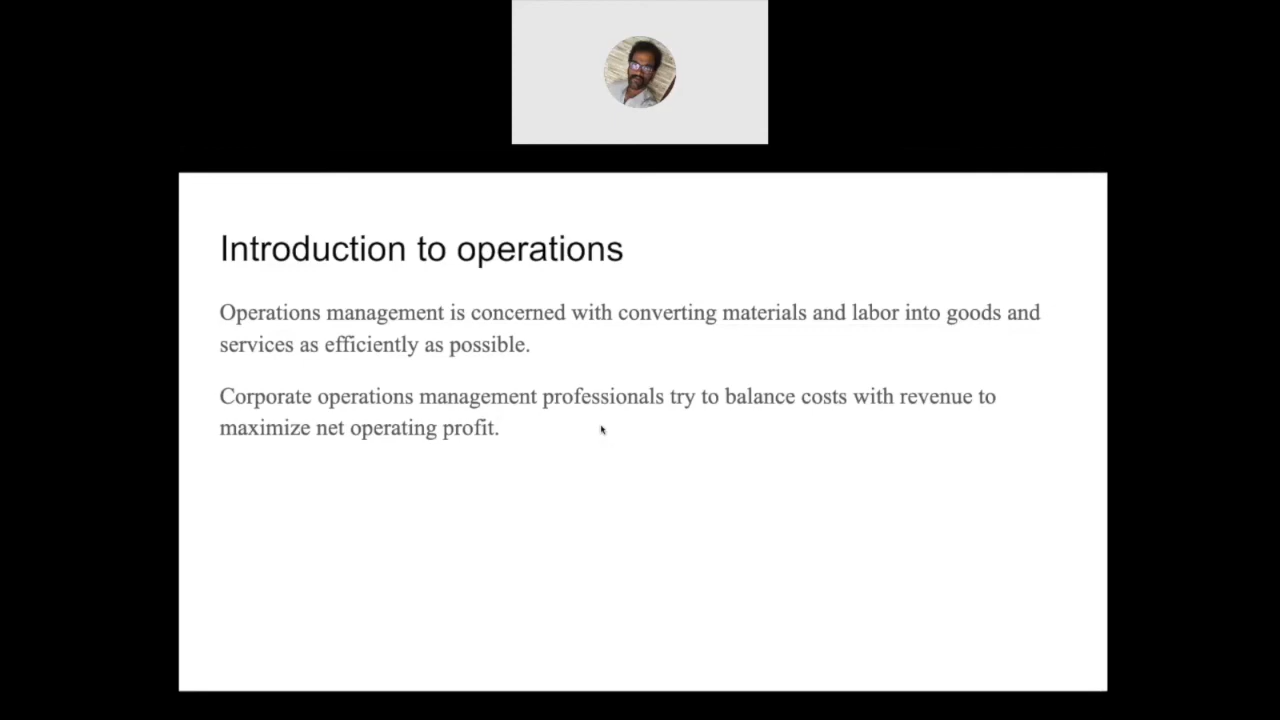 Introduction to operations
Operations management is concerned with converting materials and labor into goods and
services as efficiently as possible.
Corporate operations management professionals try to balance costs with revenue to
maximize net operating profit.